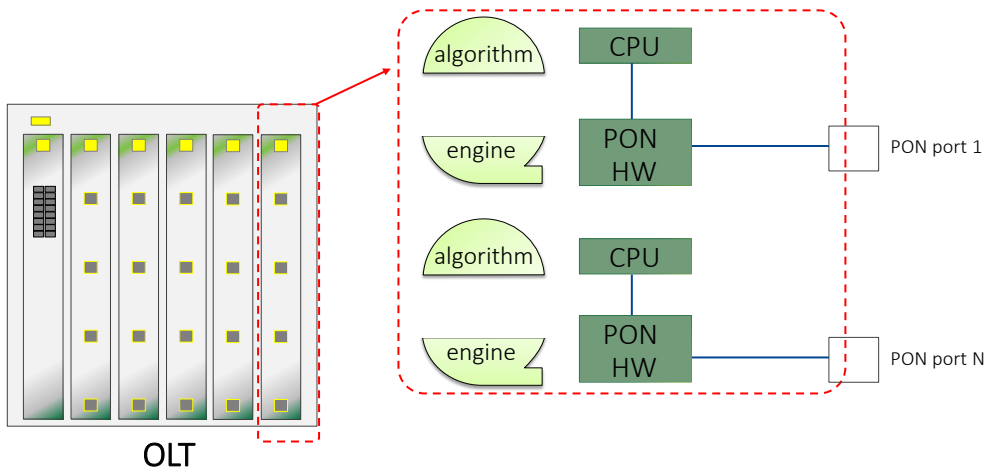 algorithm
CPU
engine
PON
HW
PON port 1
algorithm
CPU
engine
PON
HW
PON port N
OLT